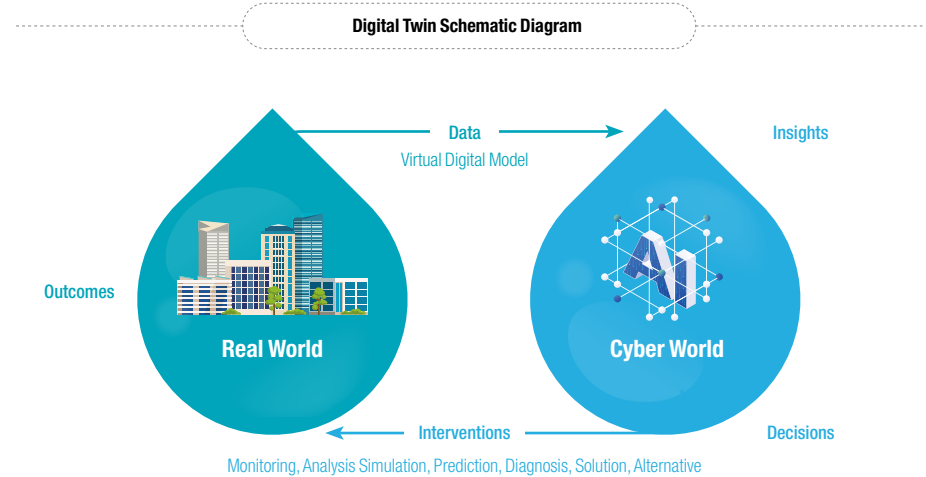 Digital Twin Schematic Diagram
Data
Insights
Virtual Digital Model
AI
Outcomes
Real World
Cyber World
Interventions
Decisions
Monitoring, Analysis Simulation, Prediction, Diagnosis, Solution, Alternative